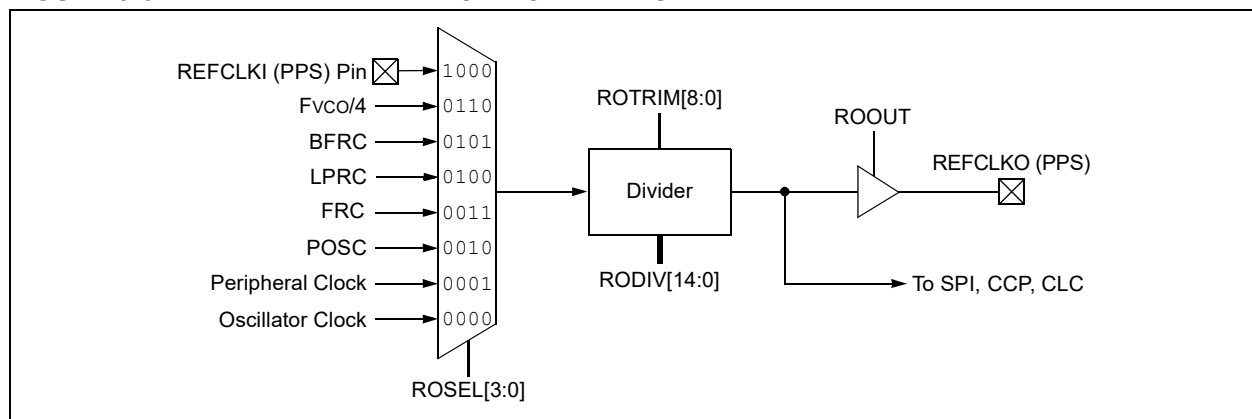 REFCLKI (PPS) Pin
1000
FVCO/4
0110
BFRC
0101
LPRC
0100
FRC
0011
POSC
0010
Peripheral Clock
0001
Oscillator Clock
0000
ROSEL[3:0]
ROTRIM[8:0]
Divider
RODIV[14:0]
ROOUT
REFCLKO (PPS)
To SPI, CCP, CLC